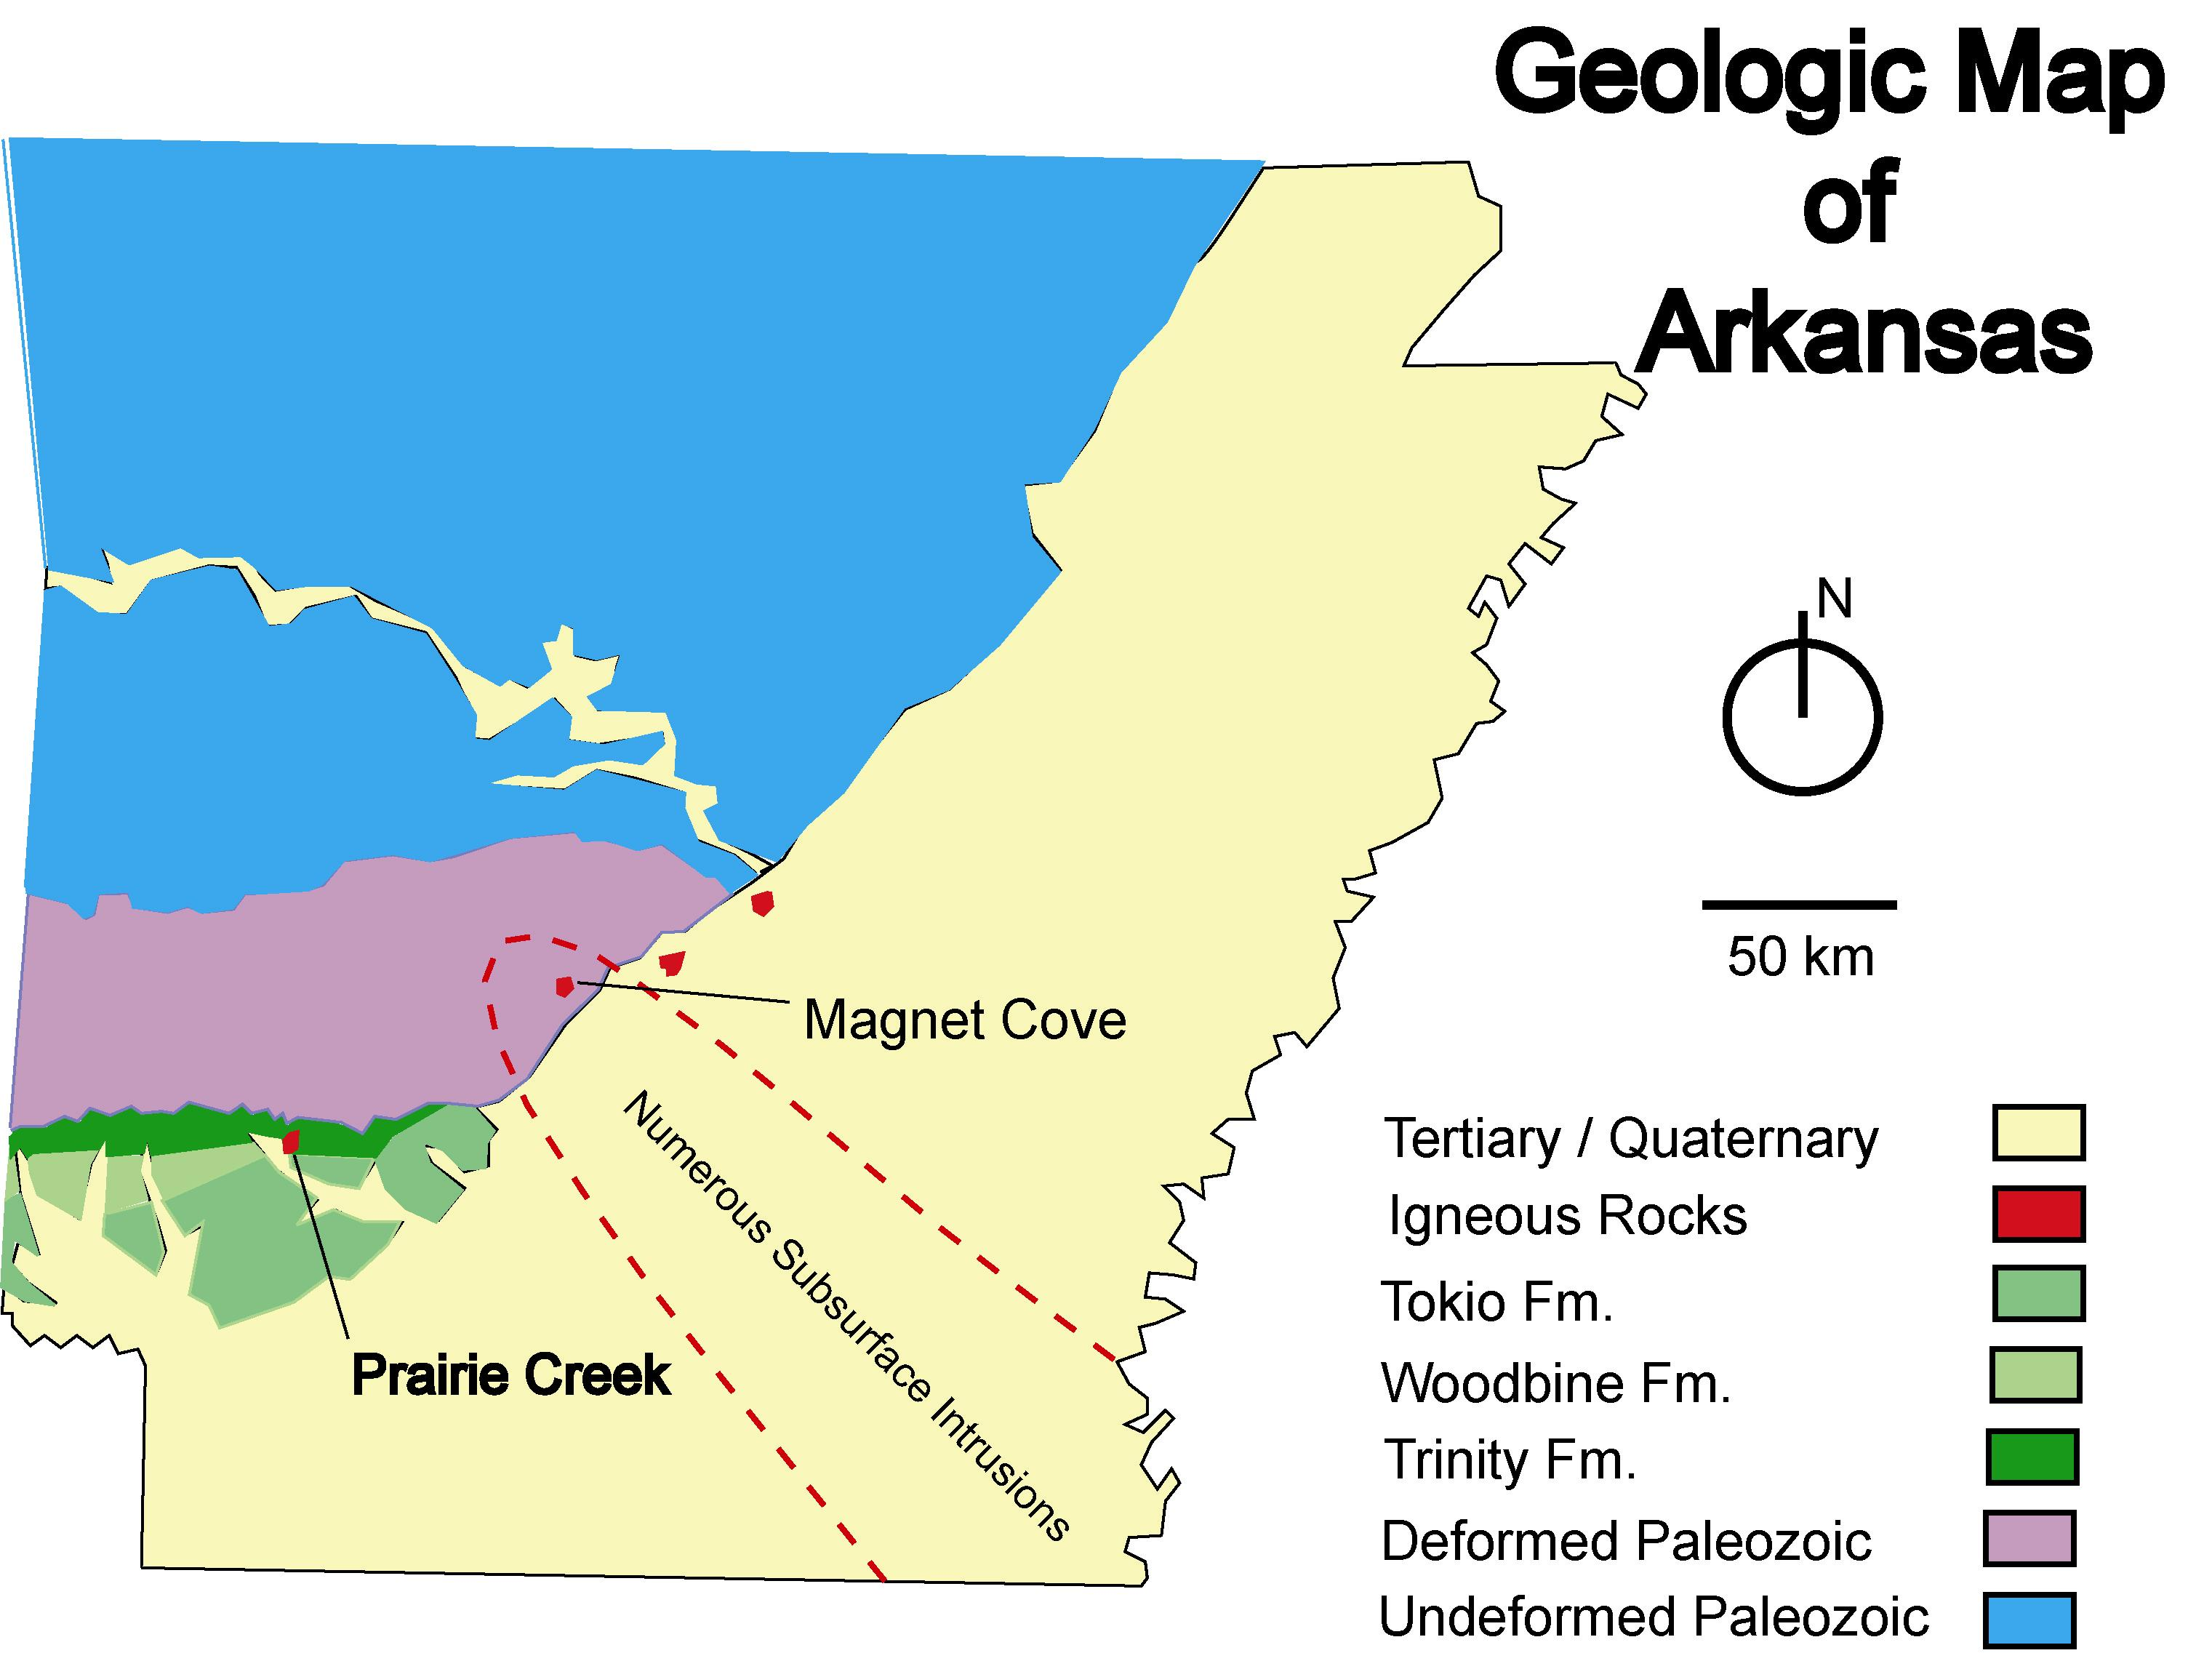 Geologic Map
of
Arkansas
N
50 km
Magnet Cove
Numerous Subsurface Intrusions
Prairie Creek
Tertiary / Quaternary
Igneous Rocks
Tokio Fm.
Woodbine Fm.
Trinity Fm.
Deformed Paleozoic
Undeformed Paleozoic